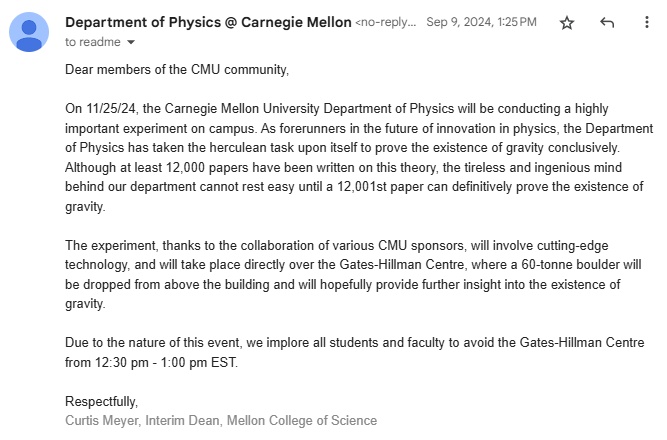 Department of Physics @ Carnegie Mellon <no-reply... Sep 9, 2024, 1:25 PM
to readme
Dear members of the CMU community,
On 11/25/24, the Carnegie Mellon University Department of Physics will be conducting a highly
important experiment on campus. As forerunners in the future of innovation in physics, the Department
of Physics has taken the herculean task upon itself to prove the existence of gravity conclusively.
Although at least 12,000 papers have been written on this theory, the tireless and ingenious mind
behind our department cannot rest easy until a 12,001st paper can definitively prove the existence of
gravity.
The experiment, thanks to the collaboration of various CMU sponsors, will involve cutting-edge
technology, and will take place directly over the Gates-Hillman Centre, where a 60-tonne boulder will
be dropped from above the building and will hopefully provide further insight into the existence of
gravity.
Due to the nature of this event, we implore all students and faculty to avoid the Gates-Hillman Centre
from 12:30 pm - 1:00 pm EST.
Respectfully,
Curtis Meyer, Interim Dean, Mellon College of Science